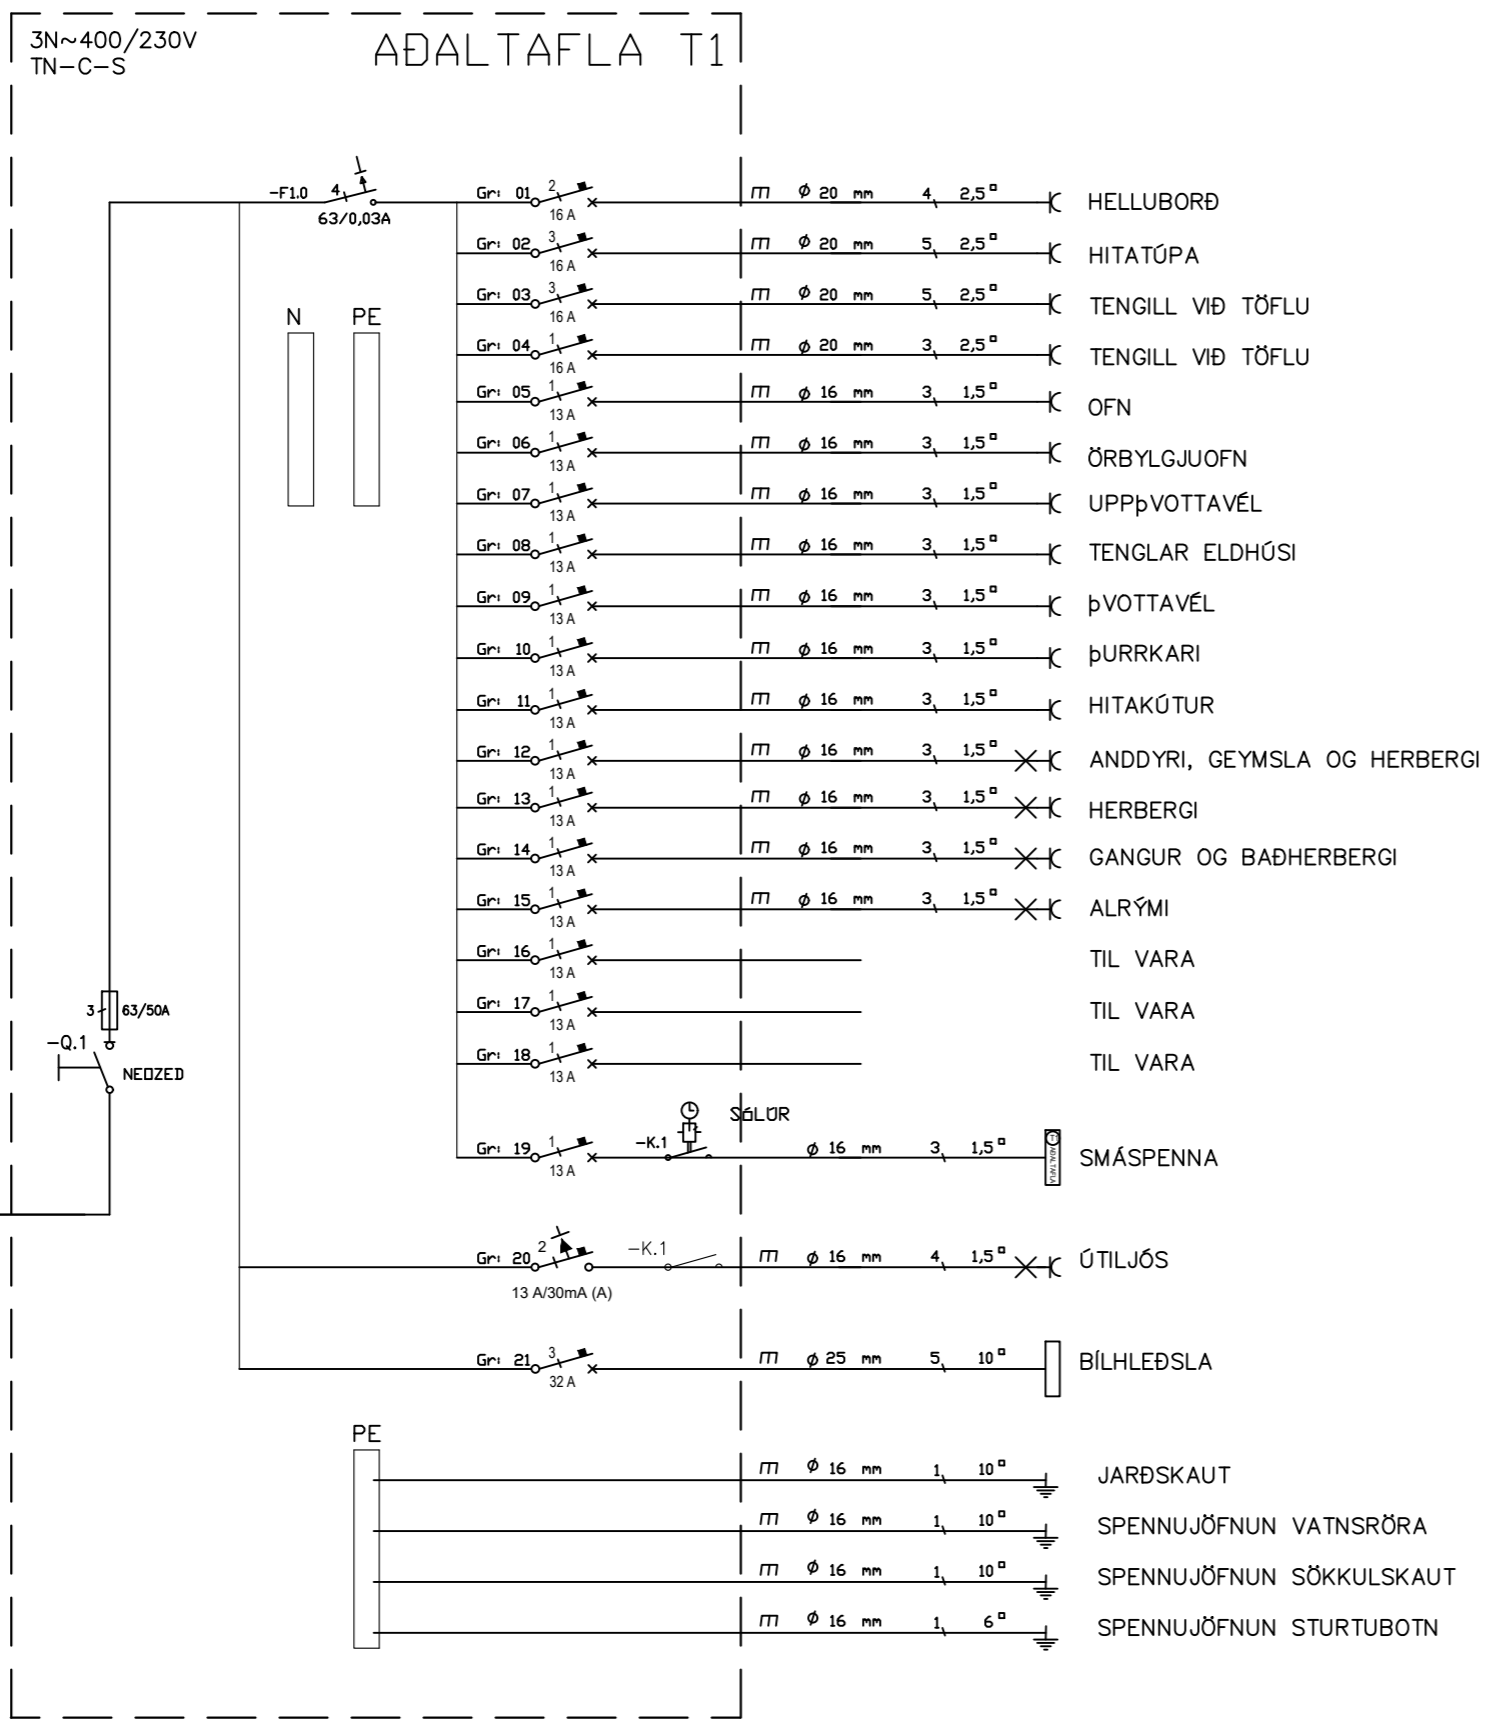 3N~400/230V
TN-C-S
AÐALTAFLA T1
-F1.0 4 63/0,03A
N PE
Gr: 01 2 16 A ϕ 20 mm 4 2,5▫ HELLUBORÐ
Gr: 02 3 16 A ϕ 20 mm 5 2,5▫ HITATÚPA
Gr: 03 3 16 A ϕ 20 mm 5 2,5▫ TENGILL VIÐ TÖFLU
Gr: 04 1 16 A ϕ 20 mm 3 2,5▫ TENGILL VIÐ TÖFLU
Gr: 05 1 13 A ϕ 16 mm 3 1,5▫ OFN
Gr: 06 1 13 A ϕ 16 mm 3 1,5▫ ÖRBYLGJUOFN
Gr: 07 1 13 A ϕ 16 mm 3 1,5▫ UPPþVOTTAVÉL
Gr: 08 1 13 A ϕ 16 mm 3 1,5▫ TENGLAR ELDHÚSI
Gr: 09 1 13 A ϕ 16 mm 3 1,5▫ þVOTTAVÉL
Gr: 10 1 13 A ϕ 16 mm 3 1,5▫ þURRKARI
Gr: 11 1 13 A ϕ 16 mm 3 1,5▫ HITAKÚTUR
Gr: 12 1 13 A ϕ 16 mm 3 1,5▫ ANDDYRI, GEYMSLA OG HERBERGI
Gr: 13 1 13 A ϕ 16 mm 3 1,5▫ HERBERGI
Gr: 14 1 13 A ϕ 16 mm 3 1,5▫ GANGUR OG BAÐHERBERGI
Gr: 15 1 13 A ϕ 16 mm 3 1,5▫ ALRÝMI
Gr: 16 1 13 A TIL VARA
Gr: 17 1 13 A TIL VARA
Gr: 18 1 13 A TIL VARA
3 63/50A
-Q.1
NEOZED
SÓLÚR
Gr: 19 1 13 A -K.1 ϕ 16 mm 3 1,5▫ AÐALTAFLA SMÁSPENNA
Gr: 20 2 13 A/30mA (A) -K.1 ϕ 16 mm 4 1,5▫ ÚTILJÓS
Gr: 21 3 32 A ϕ 25 mm 5 10▫ BÍLHLEÐSLA
PE
ϕ 16 mm 1 10▫ JARÐSKAUT
ϕ 16 mm 1 10▫ SPENNUJÖFNUN VATNSRÖRA
ϕ 16 mm 1 10▫ SPENNUJÖFNUN SÖKKULSKAUT
ϕ 16 mm 1 6▫ SPENNUJÖFNUN STURTUBOTN